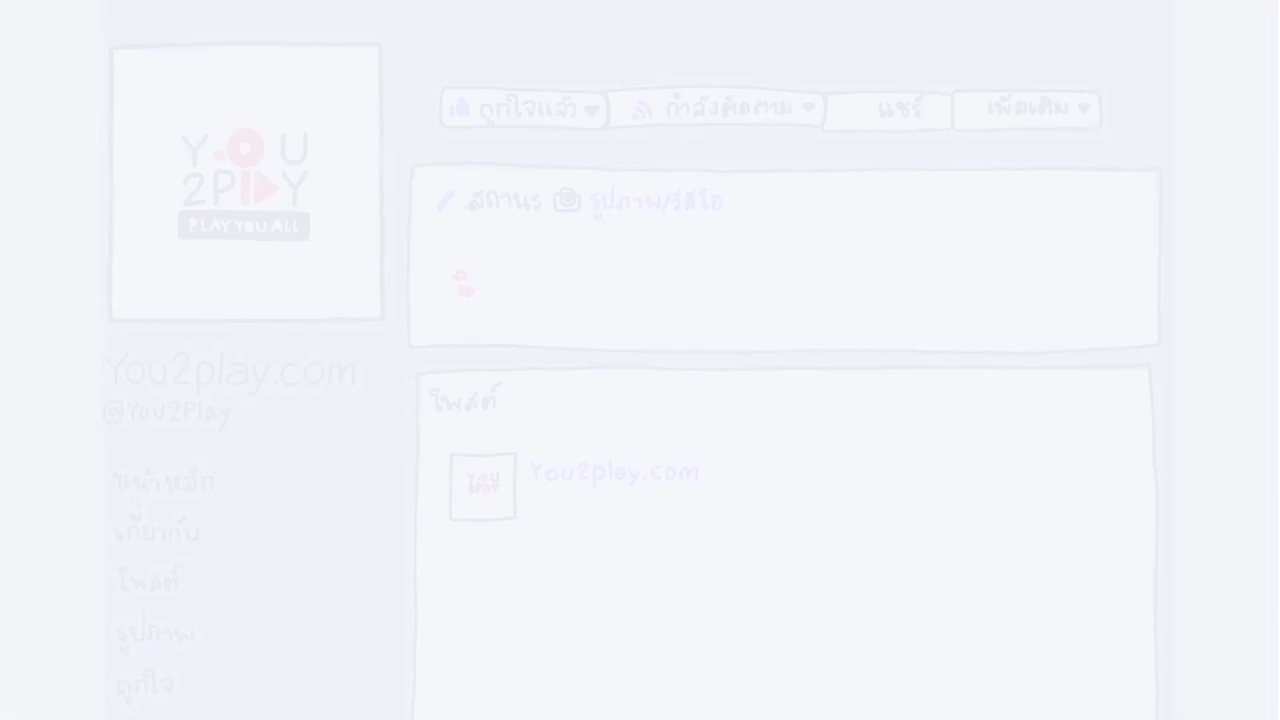 YOU
2PLAY
PLAY YOU ALL
ถูกใจแล้ว
กำลังติดตาม
แชร์
เพิ่มเติม
สถานะ
รูปภาพ/วีดีโอ
You2play.com
@You2Play
โพสต์
You2play.com
หน้าหลัก
เกี่ยวกับ
โพสต์
รูปภาพ
ถูกใจ